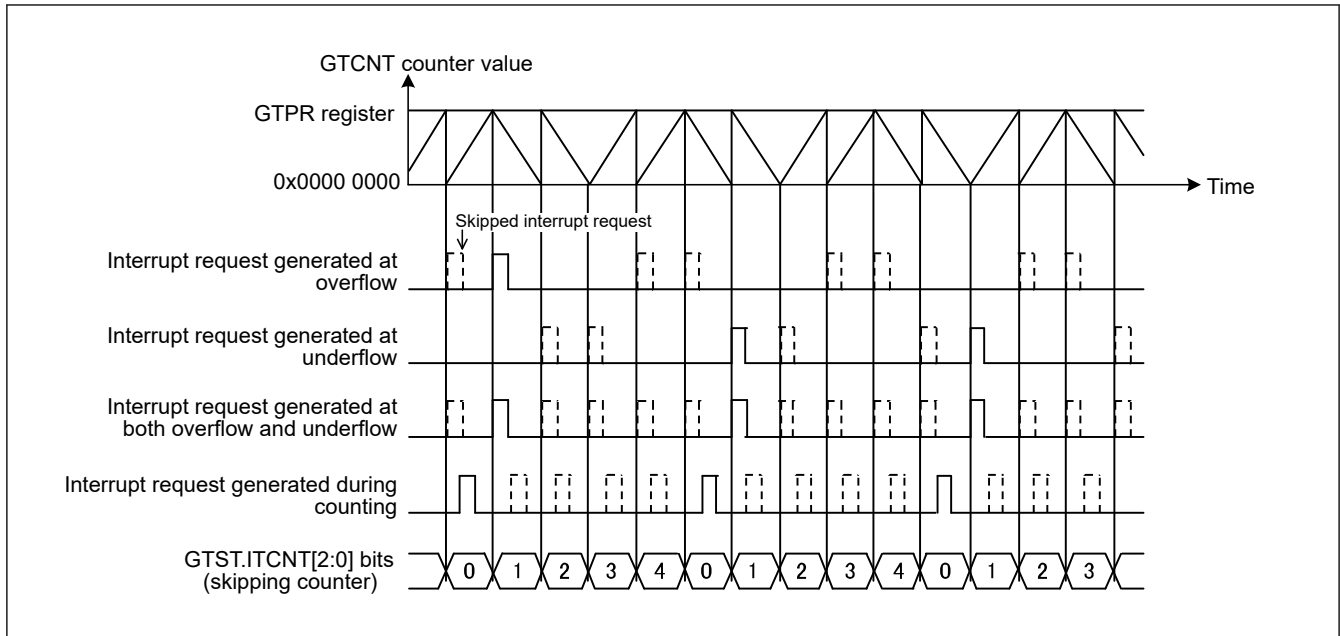 GTCNT counter value
GTPR register
0x0000 0000
Time
Skipped interrupt request
Interrupt request generated at
overflow
Interrupt request generated at
underflow
Interrupt request generated at
both overflow and underflow
Interrupt request generated during
counting
GTST.ITCNT[2:0] bits
(skipping counter)
0 1 2 3 4 0 1 2 3 4 0 1 2 3